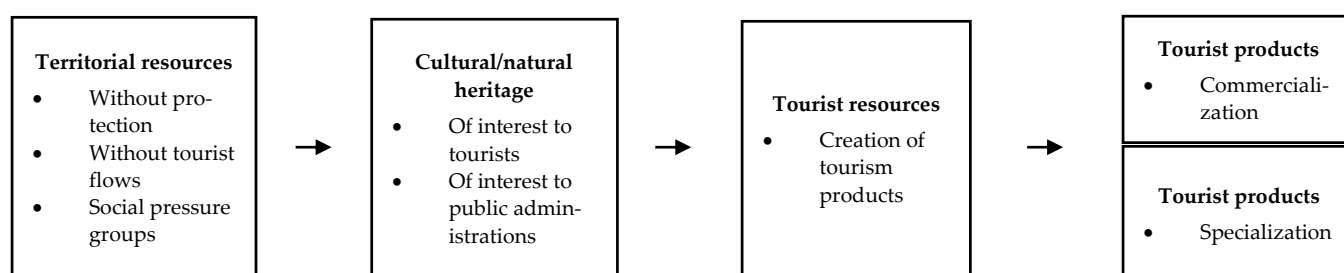 Territorial resources
• Without pro-
tection
• Without tourist
flows
• Social pressure
groups
Cultural/natural
heritage
• Of interest to
tourists
• Of interest to
public admin-
istrations
Tourist resources
• Creation of
tourism
products
Tourist products
• Commerciali-
zation
Tourist products
• Specialization